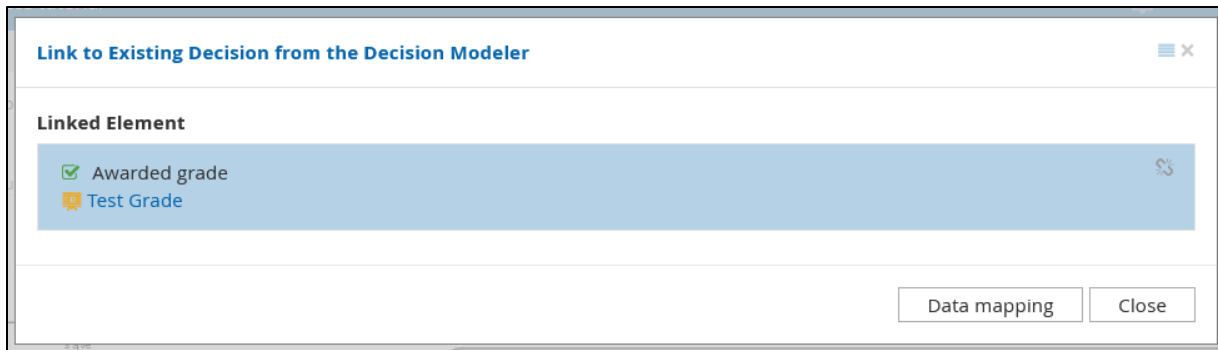 Link to Existing Decision from the Decision Modeler
Linked Element
Awarded grade
Test Grade
Data mapping
Close